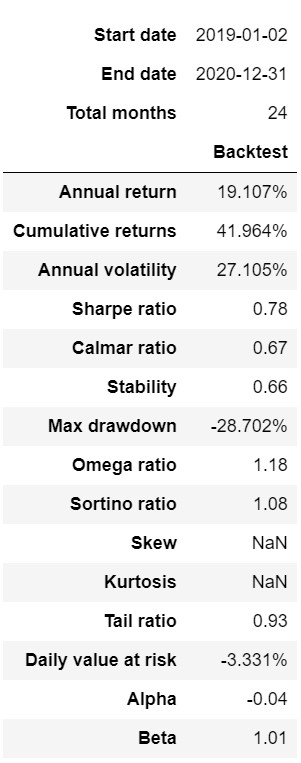 Start date 2019-01-02
End date 2020-12-31
Total months 24
Backtest
Annual return 19.107%
Cumulative returns 41.964%
Annual volatility 27.105%
Sharpe ratio 0.78
Calmar ratio 0.67
Stability 0.66
Max drawdown -28.702%
Omega ratio 1.18
Sortino ratio 1.08
Skew NaN
Kurtosis NaN
Tail ratio 0.93
Daily value at risk -3.331%
Alpha -0.04
Beta 1.01